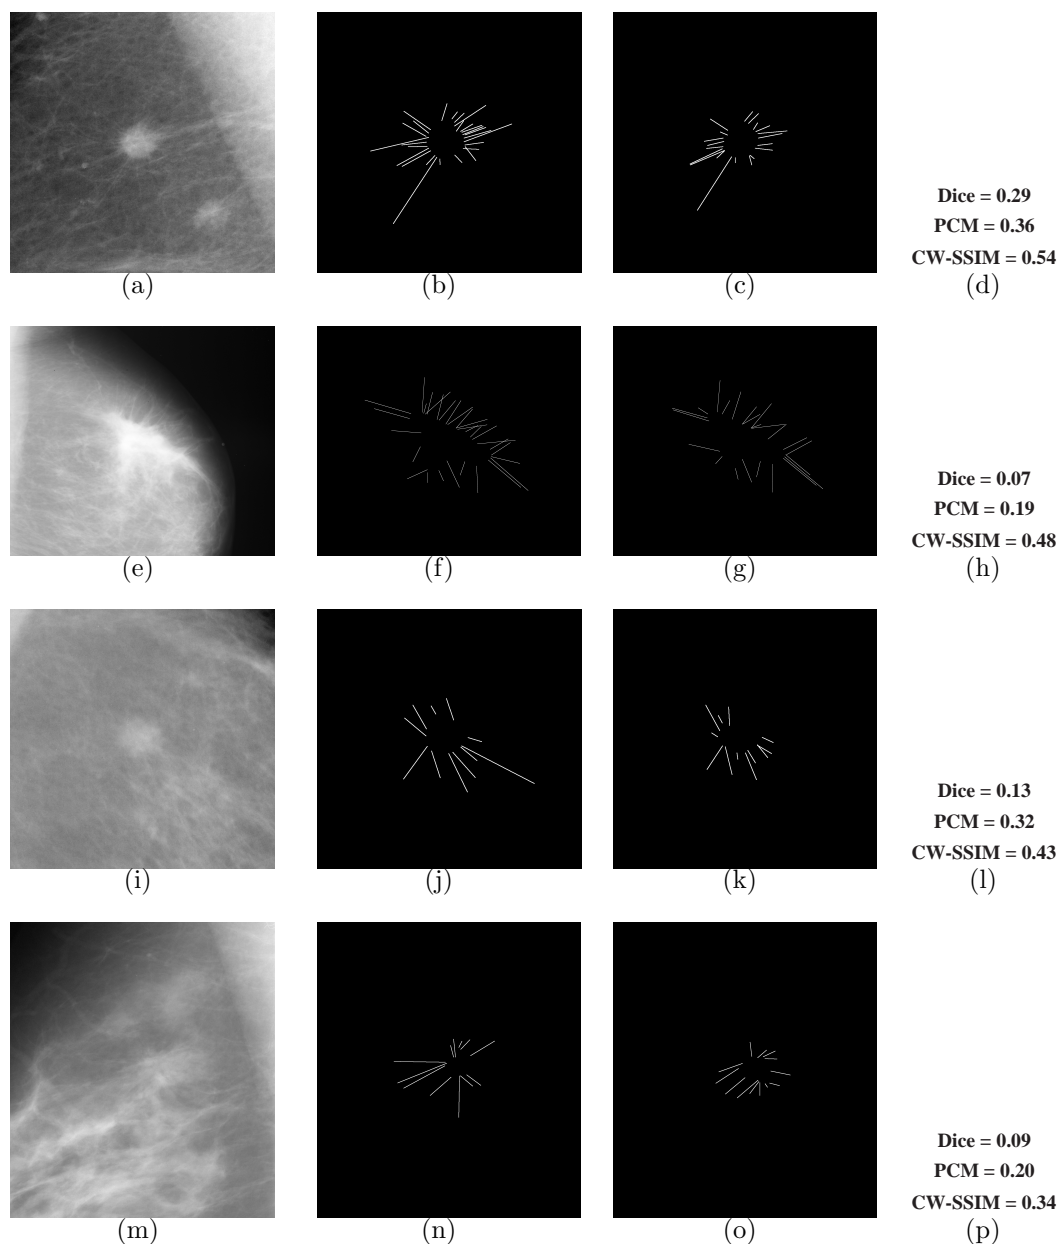 Dice = 0.29
PCM = 0.36
CW-SSIM = 0.54
(a)
(b)
(c)
(d)
Dice = 0.07
PCM = 0.19
CW-SSIM = 0.48
(e)
(f)
(g)
(h)
Dice = 0.13
PCM = 0.32
CW-SSIM = 0.43
(i)
(j)
(k)
(l)
Dice = 0.09
PCM = 0.20
CW-SSIM = 0.34
(m)
(n)
(o)
(p)